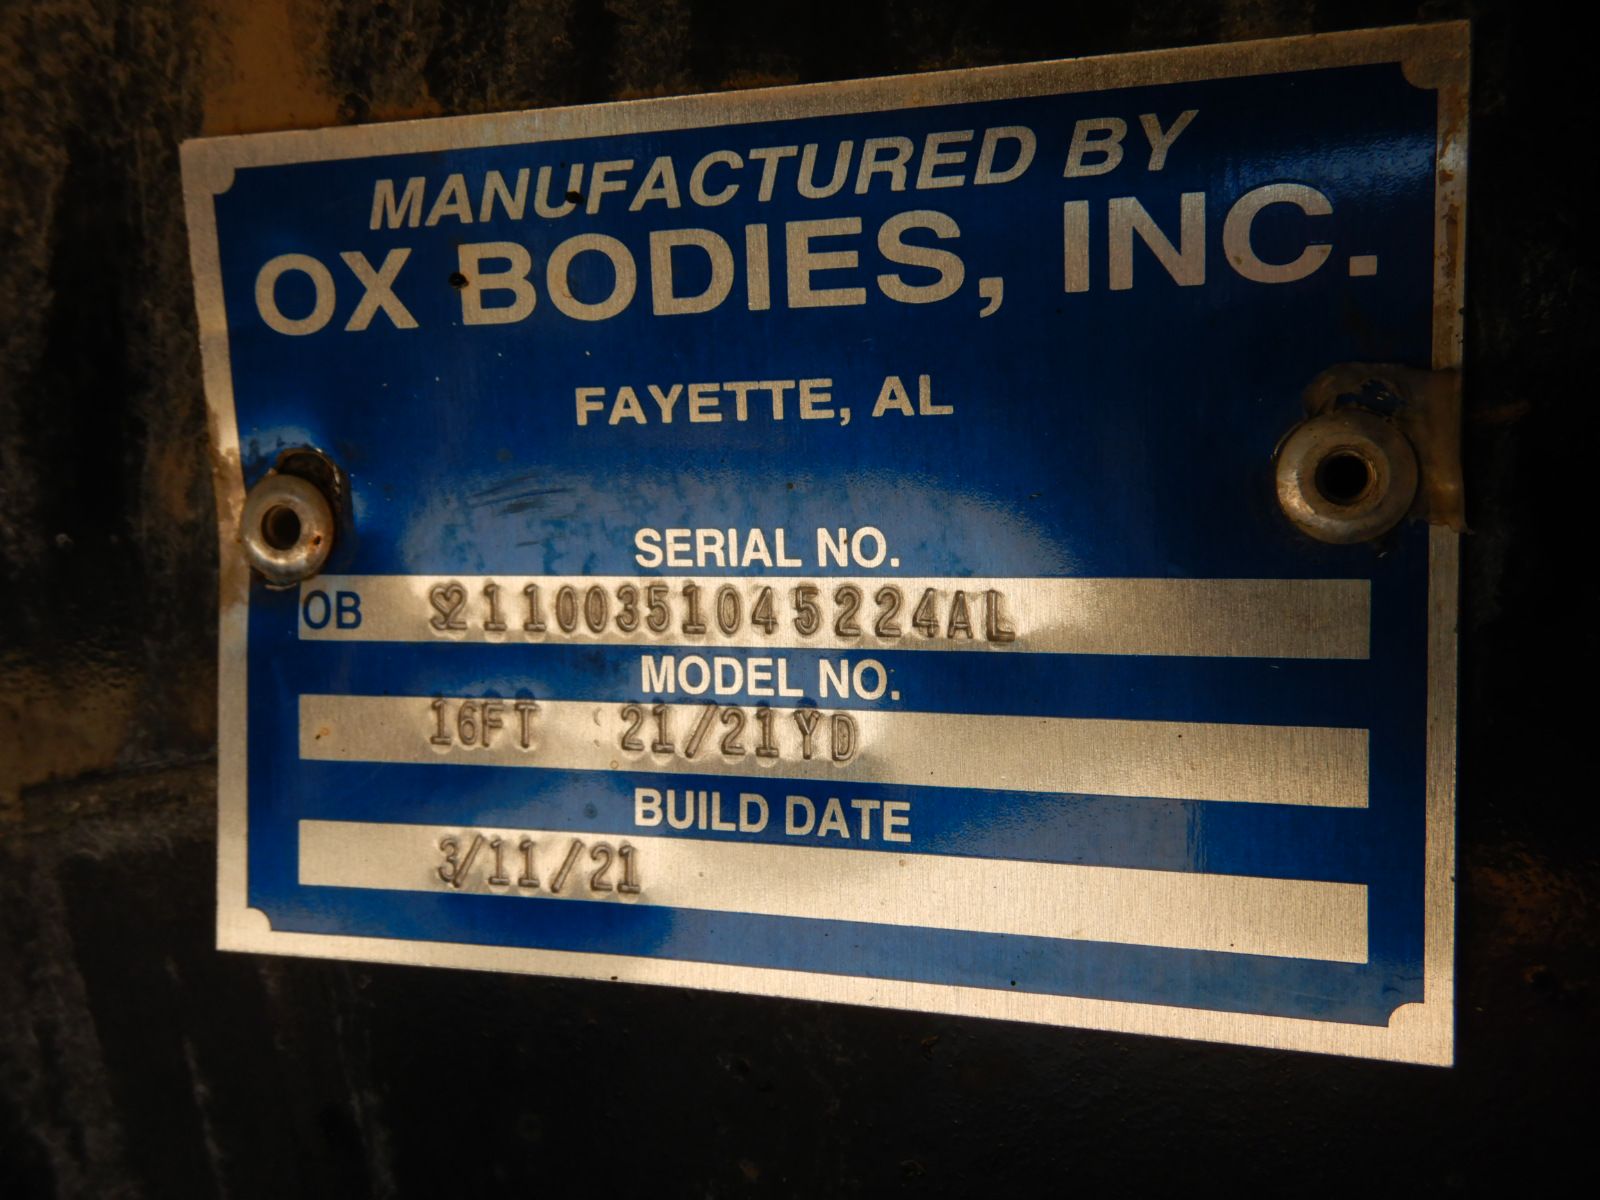 MANUFACTURED BY
OX BODIES, INC.
FAYETTE, AL
SERIAL NO.
OB
MODEL NO.
16FT 21/21YD
BUILD DATE
3/11/21